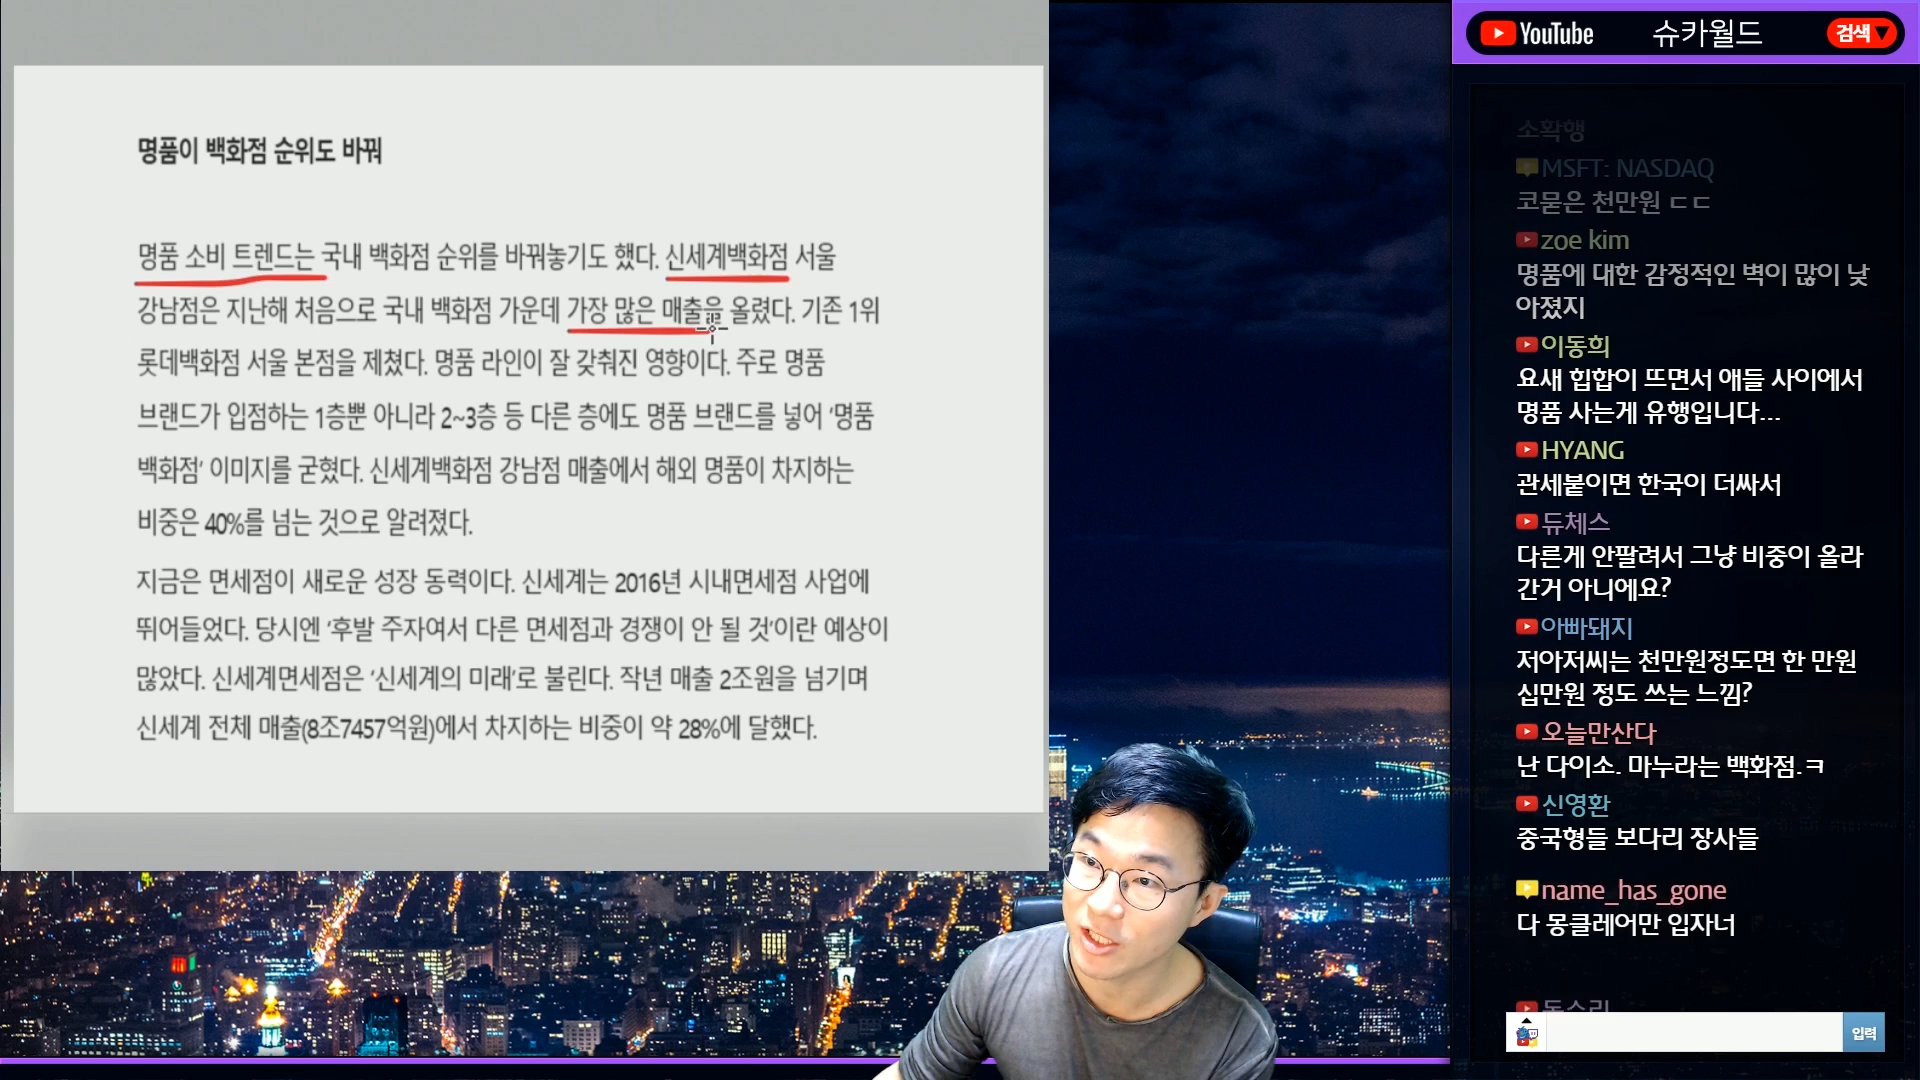 명품이 백화점 순위도 바꿔
명품 소비 트렌드는 국내 백화점 순위를 바꿔놓기도 했다. 신세계백화점 서울
강남점은 지난해 처음으로 국내 백화점 가운데 가장 많은 매출을 올렸다. 기존 1위
롯데백화점 서울 본점을 제쳤다. 명품 라인이 잘 갖춰진 영향이다. 주로 명품
브랜드가 입점하는 1층뿐 아니라 2~3층 등 다른 층에도 명품 브랜드를 넣어 ‘명품
백화점’ 이미지를 굳혔다. 신세계백화점 강남점 매출에서 해외 명품이 차지하는
비중은 40%를 넘는 것으로 알려졌다.
지금은 면세점이 새로운 성장 동력이다. 신세계는 2016년 시내면세점 사업에
뛰어들었다. 당시엔 ‘후발 주자여서 다른 면세점과 경쟁이 안 될 것’이란 예상이
많았다. 신세계면세점은 ‘신세계의 미래’로 불린다. 작년 매출 2조원을 넘기며
신세계 전체 매출(8조7457억원)에서 차지하는 비중이 약 28%에 달했다.
YouTube 슈카월드 검색▼
소확행
MSFT: NASDAQ
코묻은 천만원 ㄷㄷ
zoe kim
명품에 대한 감정적인 벽이 많이 낮
아졌지
이동희
요새 힙합이 뜨면서 애들 사이에서
명품 사는게 유행입니다...
HYANG
관세붙이면 한국이 더싸서
듀체스
다른게 안팔려서 그냥 비중이 올라
간거 아니에요?
아빠돼지
저아저씨는 천만원정도면 한 만원
십만원 정도 쓰는 느낌?
오늘만산다
난 다이소. 마누라는 백화점.ㅋ
신영환
중국형들 보다리 장사들
name_has_gone
다 몽클레어만 입자너
입력